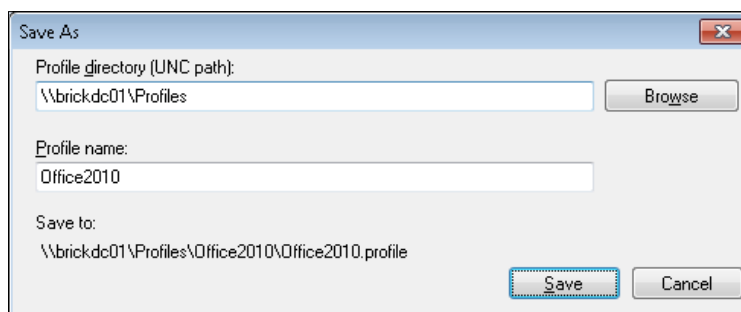 Save As
Profile directory (UNC path):
\\brickdc01\Profiles
Browse
Profile name:
Office2010
Save to:
\\brickdc01\Profiles\Office2010\Office2010.profile
Save
Cancel